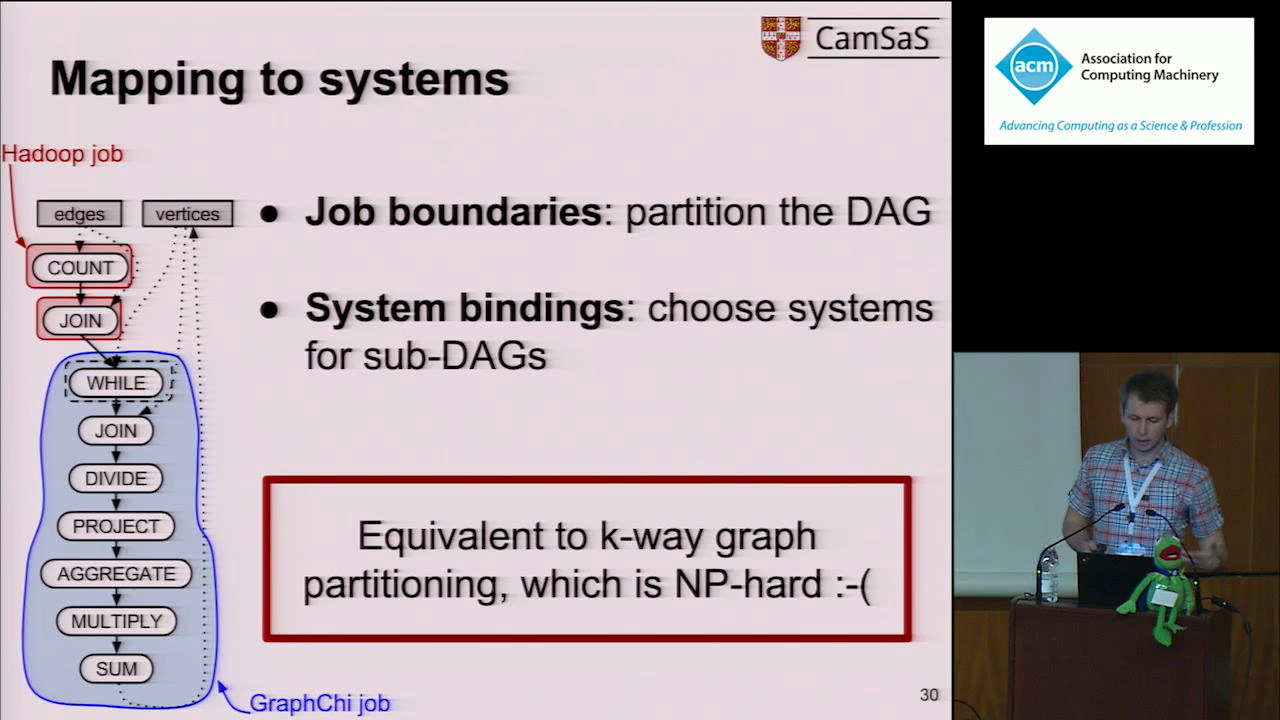 CamSaS
Mapping to systems
Hadoop job
edges
vertices
COUNT
JOIN
WHILE
JOIN
DIVIDE
PROJECT
AGGREGATE
MULTIPLY
SUM
GraphChi job
● Job boundaries: partition the DAG
● System bindings: choose systems
for sub-DAGs
Equivalent to k-way graph
partitioning, which is NP-hard :-(
30
acm
Association for
Computing Machinery
Advancing Computing as a Science & Profession